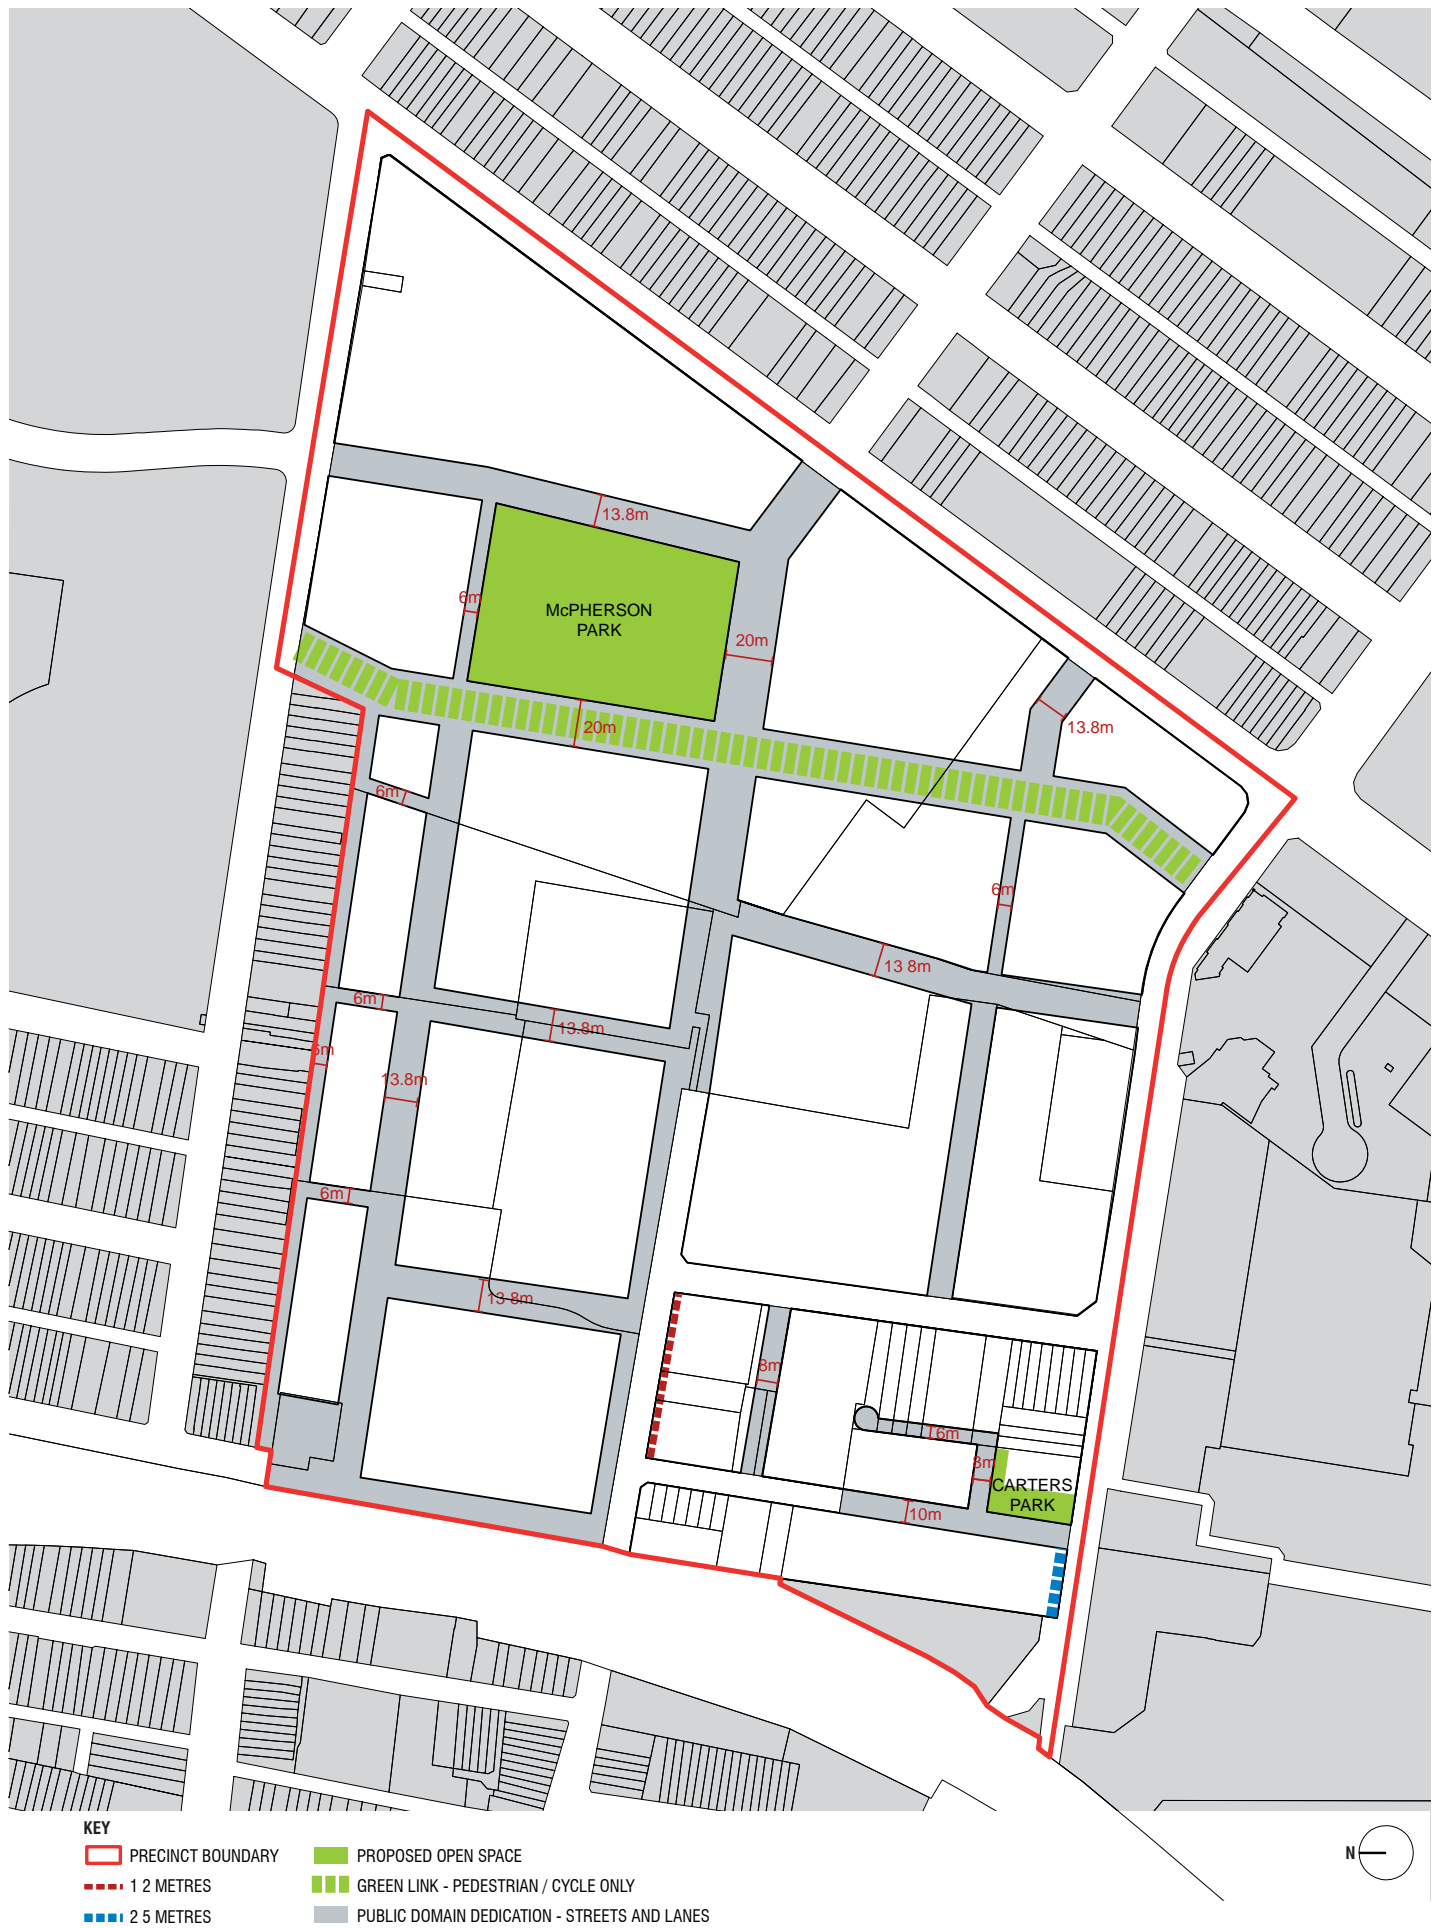 13.8m
6m
McPHERSON
PARK
20m
20m
13.8m
6m
6m
13 8m
6m
13.8m
6m
13.8m
6m
13 8m
8m
6m
8m
CARTERS
PARK
10m
KEY
PRECINCT BOUNDARY
PROPOSED OPEN SPACE
1 2 METRES
GREEN LINK - PEDESTRIAN / CYCLE ONLY
2 5 METRES
PUBLIC DOMAIN DEDICATION - STREETS AND LANES
N